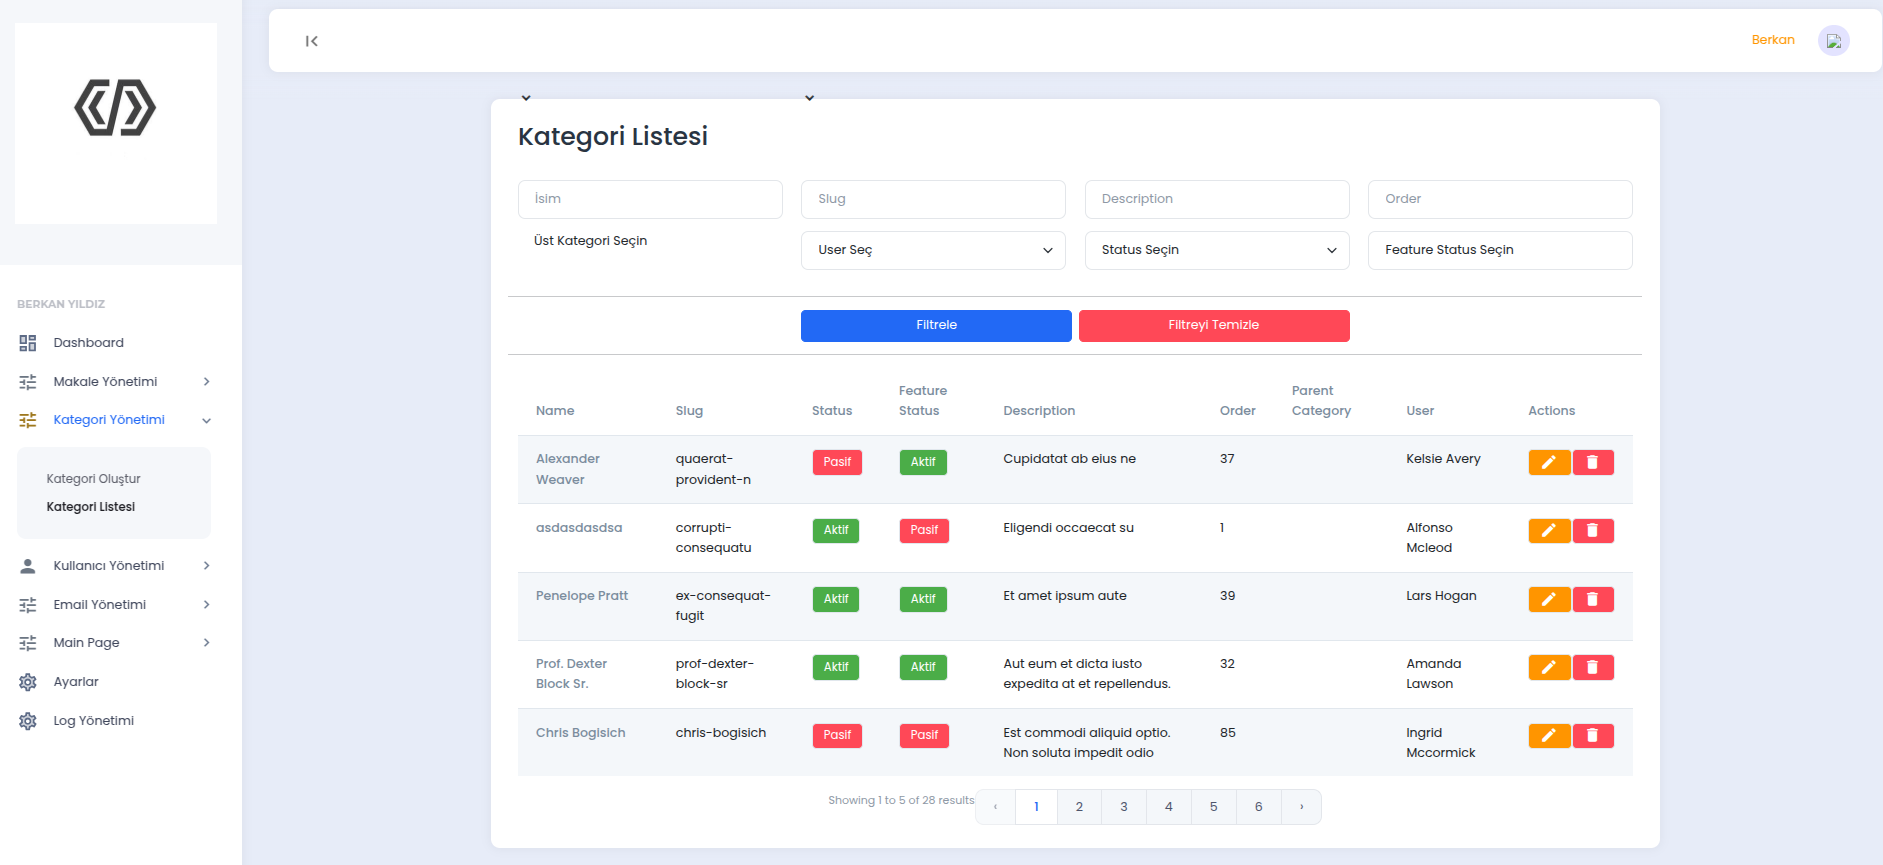 Berkan
BERKAN YILDIZ
Dashboard
Makale Yönetimi
Kategori Yönetimi
Kategori Oluştur
Kategori Listesi
Kullanıcı Yönetimi
Email Yönetimi
Main Page
Ayarlar
Log Yönetimi
Kategori Listesi
İsim Slug Description Order
Üst Kategori Seçin User Seç Status Seçin Feature Status Seçin
Filtrele Filtreyi Temizle
Name Slug Status Feature Status Description Order Parent Category User Actions
Alexander quaerat- Pasif Aktif Cupidatat ab eius ne 37 Kelsie Avery
Weaver provident-n
asdasdasdsa corrupti- Aktif Pasif Eligendi occaecat su 1 Alfonso
consequatu Mcleod
Penelope Pratt ex-consequat- Aktif Aktif Et amet ipsum aute 39 Lars Hogan
fugit
Prof. Dexter prof-dexter- Aktif Aktif Aut eum et dicta iusto 32 Amanda
Block Sr. block-sr expedita at et repellendus. Lawson
Chris Bogisich chris-bogisich Pasif Pasif Est commodi aliquid optio. 85 Ingrid
Non soluta impedit odio Mccormick
Showing 1 to 5 of 28 results ‹ 1 2 3 4 5 6 ›